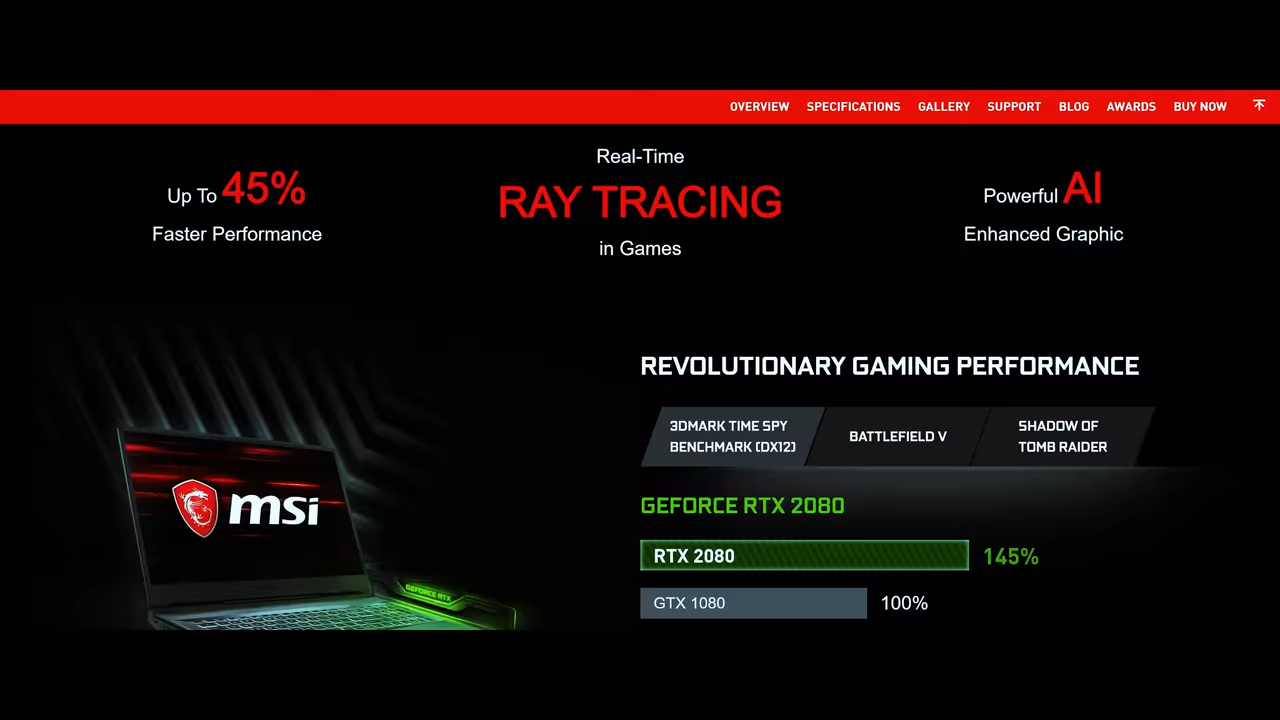 OVERVIEW SPECIFICATIONS GALLERY SUPPORT BLOG AWARDS BUY NOW
Up To 45%
Faster Performance
Real-Time
RAY TRACING
in Games
Powerful AI
Enhanced Graphic
msi
GEFORCE RTX
REVOLUTIONARY GAMING PERFORMANCE
3DMARK TIME SPY
BENCHMARK (DX12)
BATTLEFIELD V
SHADOW OF
TOMB RAIDER
GEFORCE RTX 2080
RTX 2080 145%
GTX 1080 100%